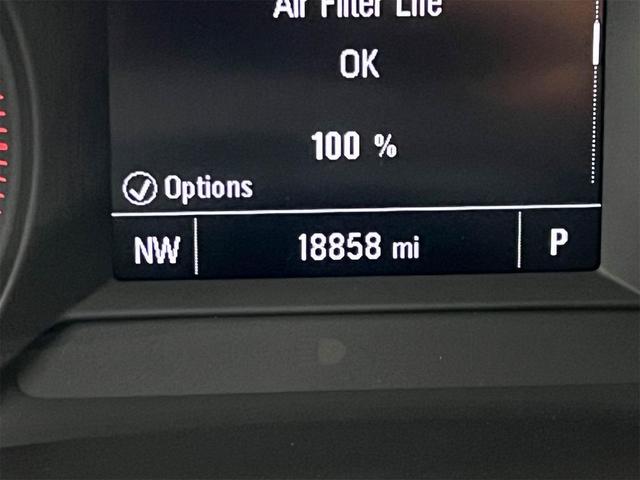 Air Filter Life
OK
100 %
Options
NW 18858 mi P